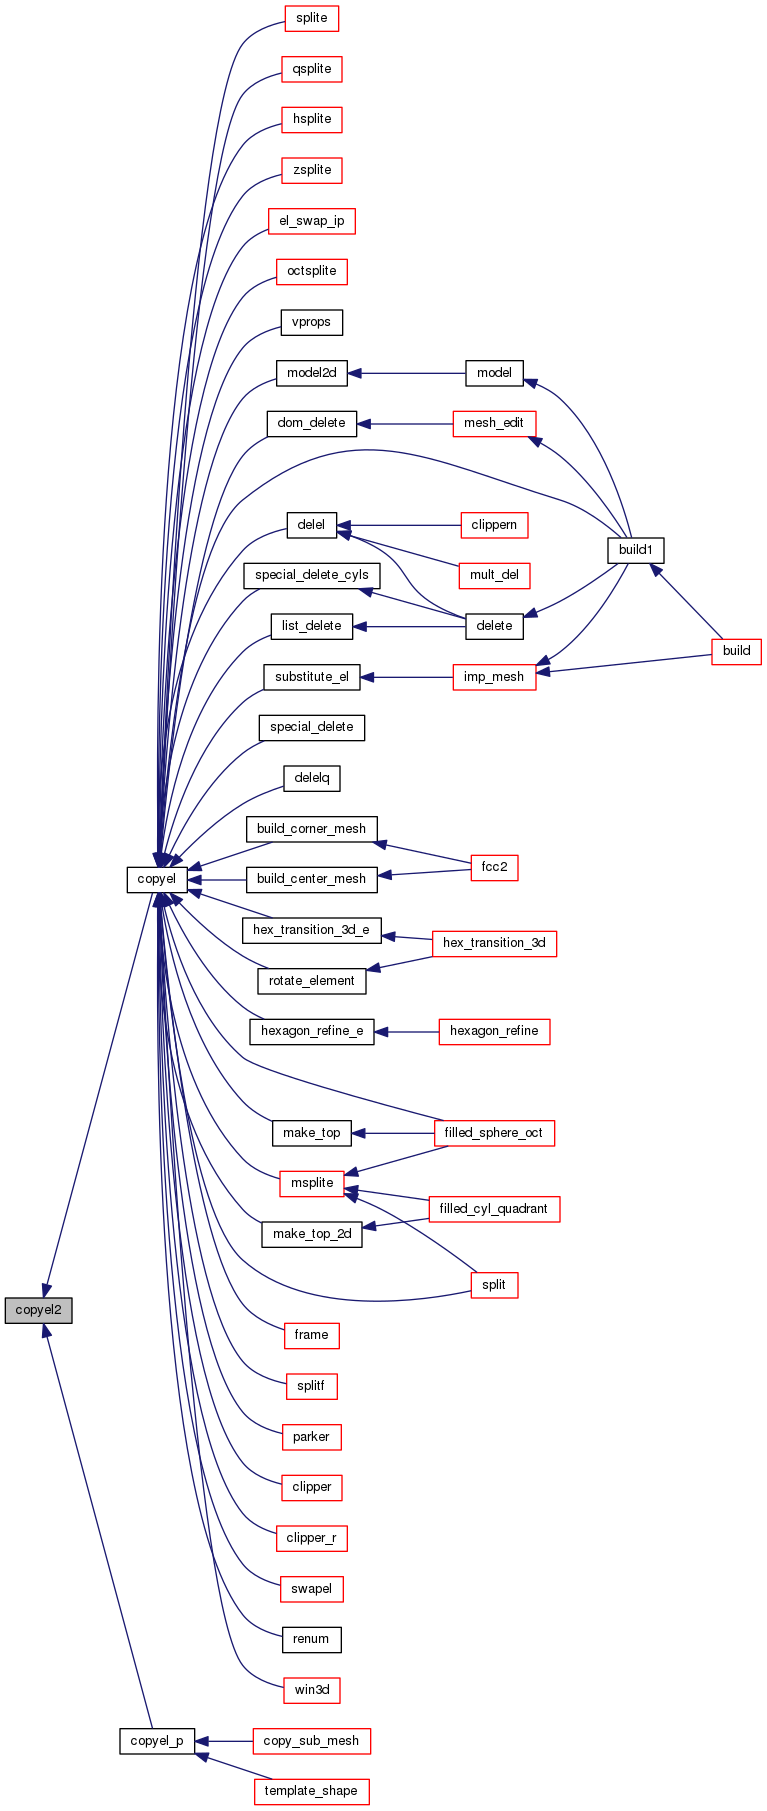 splite
qsplite
hsplite
zsplite
el_swap_ip
octsplite
vprops
model2d
model
dom_delete
mesh_edit
delel
clippern
build1
special_delete_cyls
mult_del
list_delete
delete
build
substitute_el
imp_mesh
special_delete
delelq
build_corner_mesh
fcc2
copyel
build_center_mesh
hex_transition_3d_e
hex_transition_3d
rotate_element
hexagon_refine_e
hexagon_refine
make_top
filled_sphere_oct
msplite
filled_cyl_quadrant
make_top_2d
split
copyel2
frame
splitf
parker
clipper
clipper_r
swapel
renum
win3d
copyel_p
copy_sub_mesh
template_shape